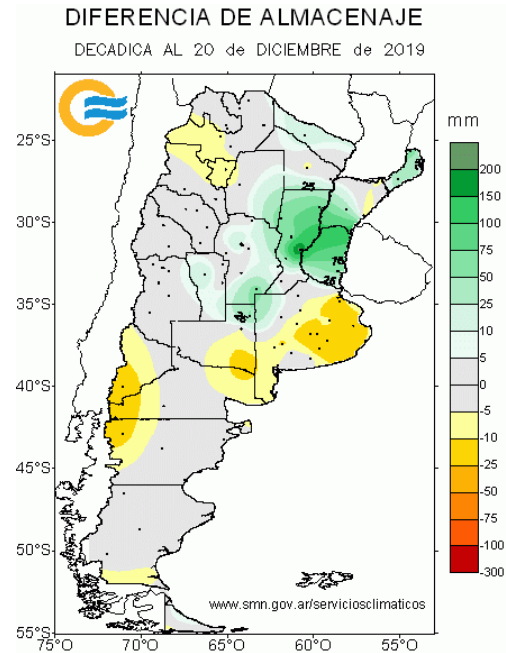 DIFERENCIA DE ALMACENAJE
DECADICA AL 20 de DICIEMBRE de 2019
mm
200
150
100
75
50
25
10
5
0
-5
-10
-25
-50
-75
-100
-300
25°S
30°S
35°S
40°S
45°S
50°S
55°S
75°O
70°O
65°O
60°O
55°O
25
75
25
www.smn.gov.ar/serviciosclimaticos